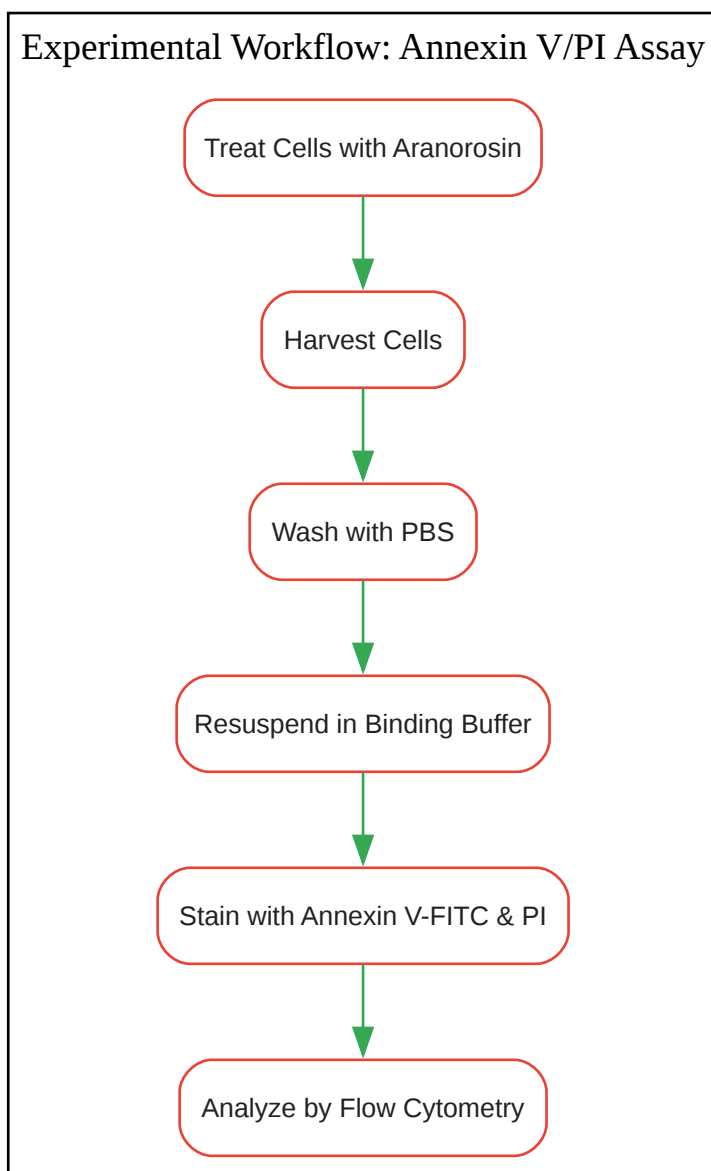 Experimental Workflow: Annexin V/PI Assay
Treat Cells with Aranorosin
Harvest Cells
Wash with PBS
Resuspend in Binding Buffer
Stain with Annexin V-FITC & PI
Analyze by Flow Cytometry